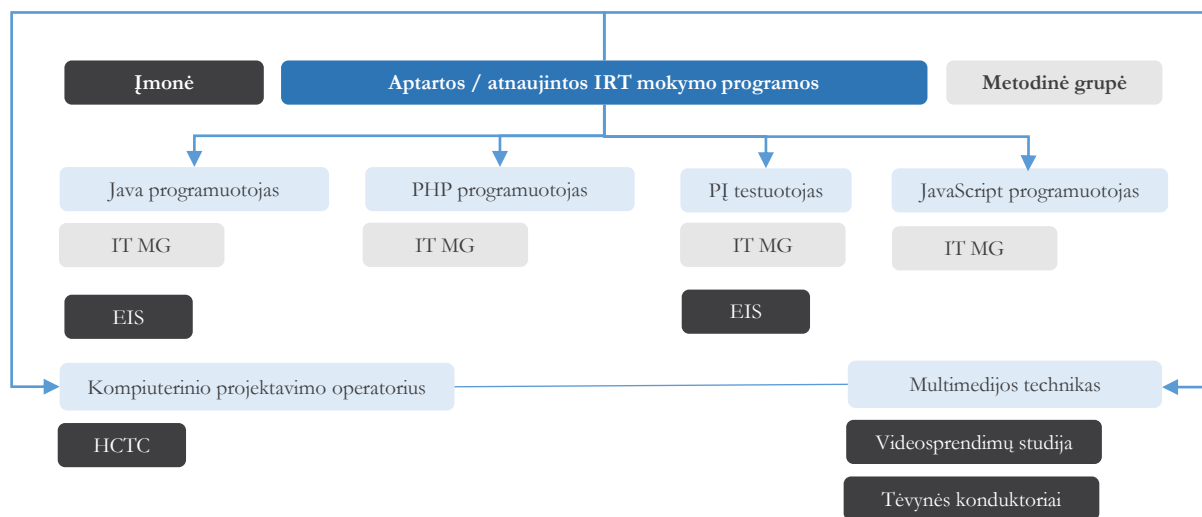 Įmonė
Aptartos / atnaujintos IRT mokymo programos
Metodinė grupė
Java programuotojas
PHP programuotojas
PĮ testuotojas
JavaScript programuotojas
IT MG
IT MG
IT MG
IT MG
EIS
EIS
Kompiuterinio projektavimo operatorius
Multimedijos technikas
HCTC
Videosprendimų studija
Tėvynės konduktoriai